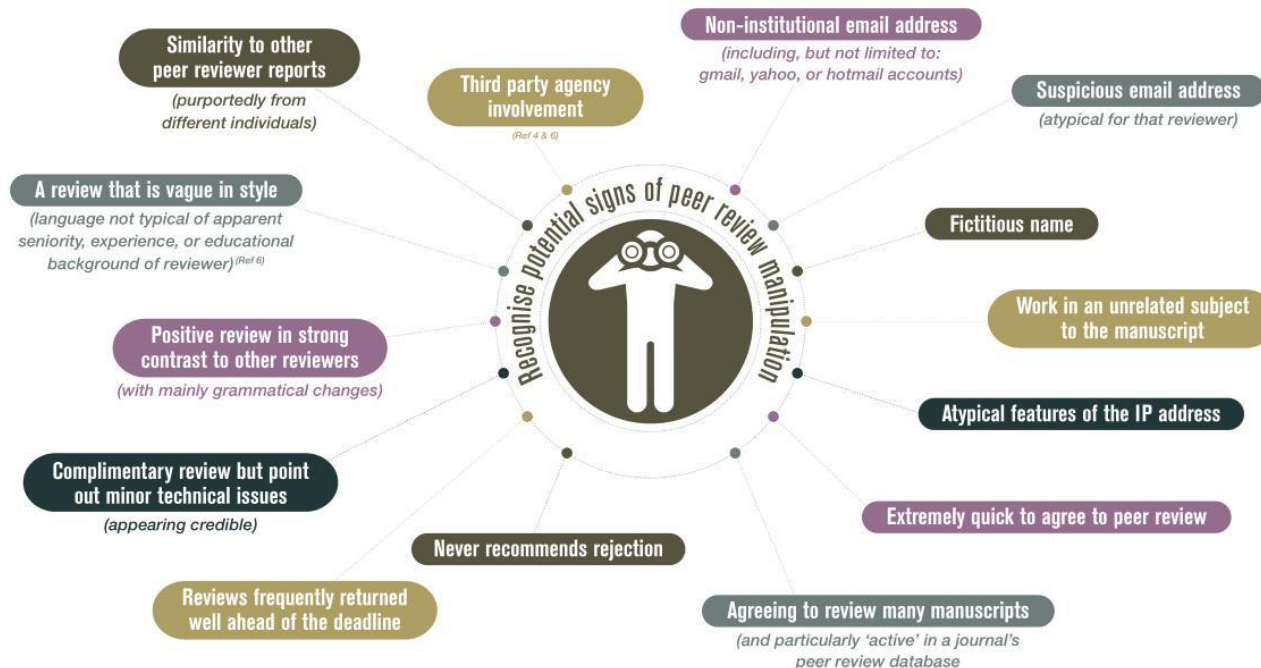 Recognise potential signs of peer review manipulation
Non-institutional email address
(including, but not limited to:
gmail, yahoo, or hotmail accounts)
Suspicious email address
(atypical for that reviewer)
Fictitious name
Work in an unrelated subject
to the manuscript
Atypical features of the IP address
Extremely quick to agree to peer review
Agreeing to review many manuscripts
(and particularly ‘active’ in a journal’s
peer review database
Never recommends rejection
Reviews frequently returned
well ahead of the deadline
Complimentary review but point
out minor technical issues
(appearing credible)
Positive review in strong
contrast to other reviewers
(with mainly grammatical changes)
A review that is vague in style
(language not typical of apparent
seniority, experience, or educational
background of reviewer) (Ref 6)
Similarity to other
peer reviewer reports
(purportedly from
different individuals)
Third party agency
involvement
(Ref 4 & 6)